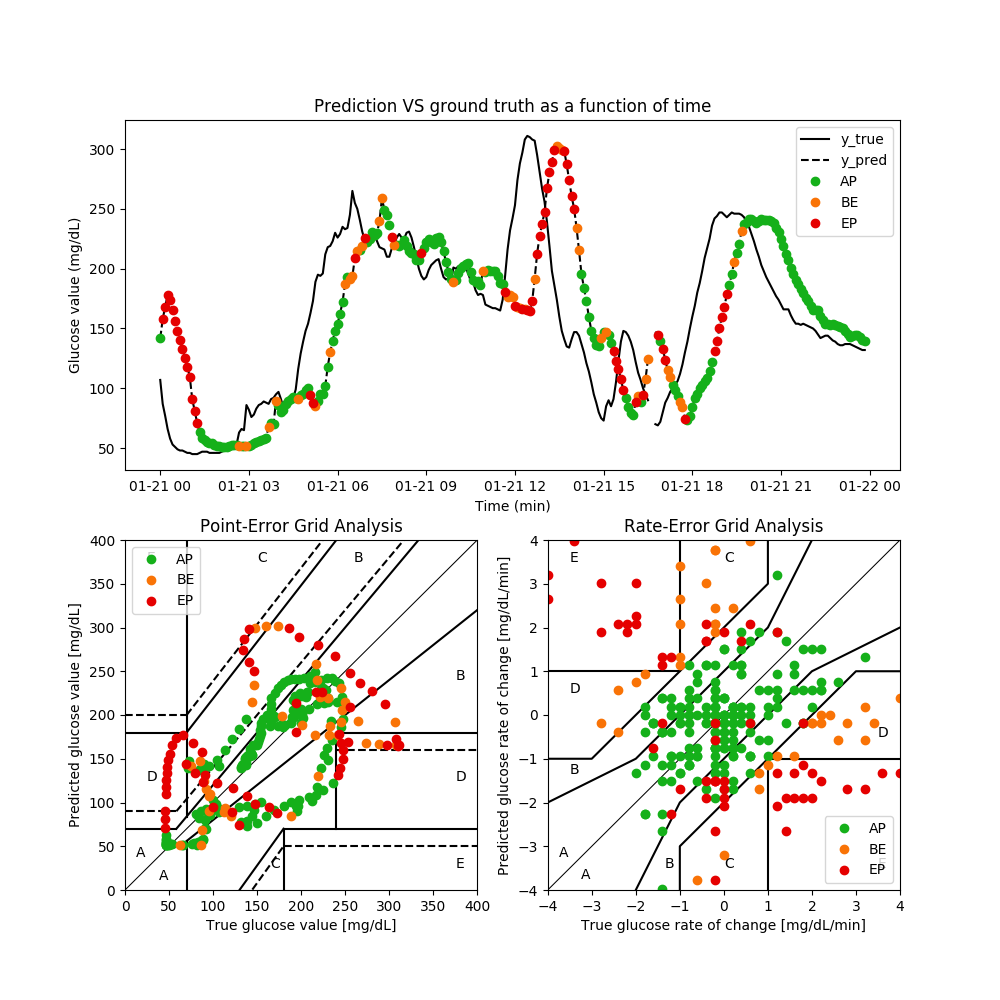 Prediction VS ground truth as a function of time
Glucose value (mg/dL)
300
250
200
150
100
50
y_true
y_pred
AP
BE
EP
01-21 00 01-21 03 01-21 06 01-21 09 01-21 12 01-21 15 01-21 18 01-21 21 01-22 00
Time (min)
Point-Error Grid Analysis
Predicted glucose value [mg/dL]
400
350
300
250
200
150
100
50
0
AP
BE
EP
C
B
B
D
D
A
A
C
E
0 50 100 150 200 250 300 350 400
True glucose value [mg/dL]
Rate-Error Grid Analysis
Predicted glucose rate of change [mg/dL/min]
4
3
2
1
0
−1
−2
−3
−4
E
C
D
D
B
A
A
B
C
AP
BE
EP
−4 −3 −2 −1 0 1 2 3 4
True glucose rate of change [mg/dL/min]